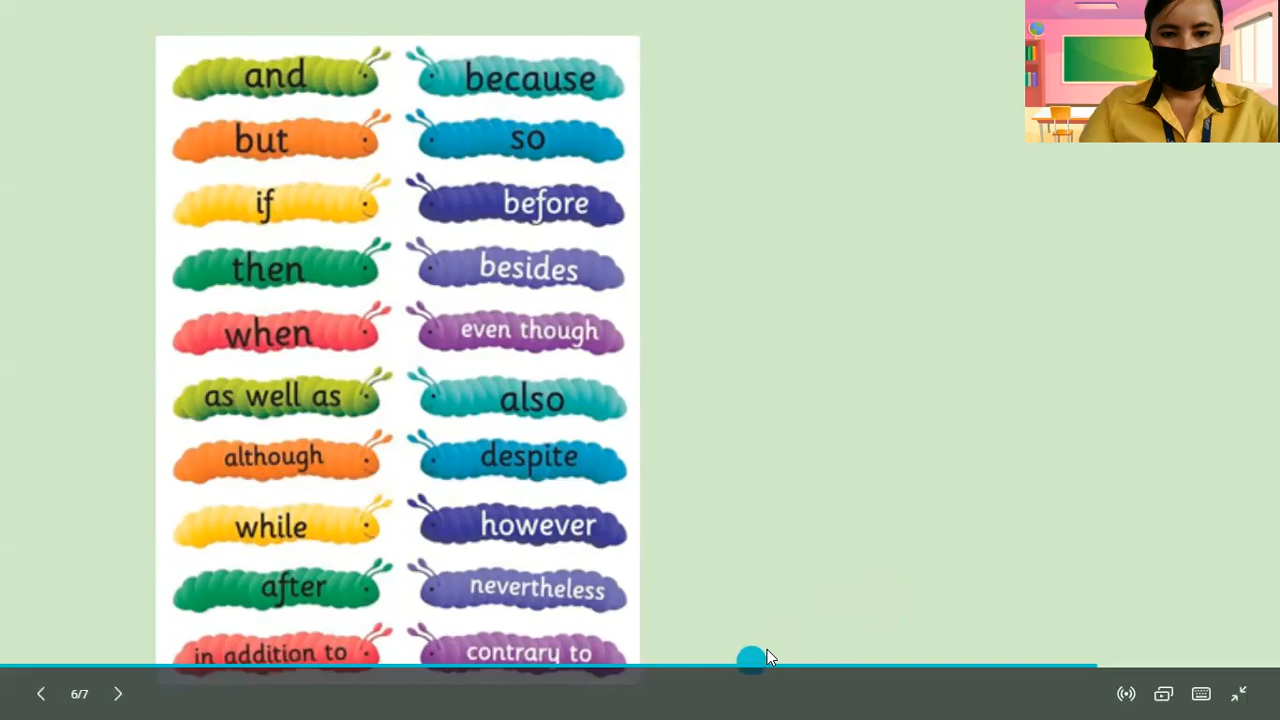 and
because
but
so
if
before
then
besides
when
even though
as well as
also
although
despite
while
however
after
nevertheless
in addition to
contrary to
6/7